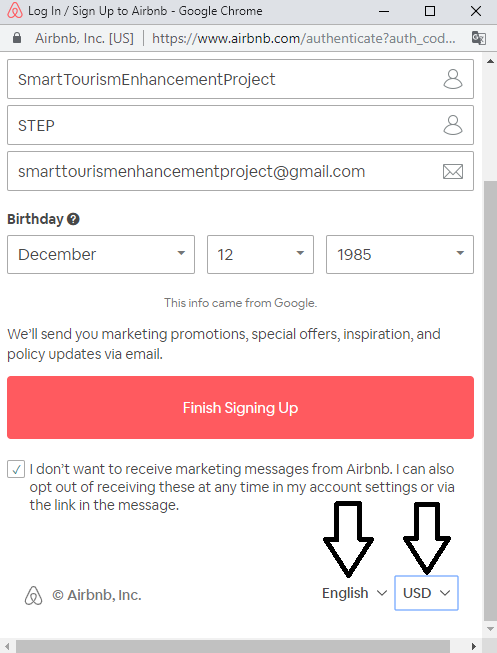 Log In / Sign Up to Airbnb - Google Chrome
Airbnb, Inc. [US] | https://www.airbnb.com/authenticate?auth_cod...
SmartTourismEnhancementProject
STEP
smarttourismenhancementproject@gmail.com
Birthday ?
December 12 1985
This info came from Google.
We’ll send you marketing promotions, special offers, inspiration, and
policy updates via email.
Finish Signing Up
I don’t want to receive marketing messages from Airbnb. I can also
opt out of receiving these at any time in my account settings or via
the link in the message.
© Airbnb, Inc. English USD